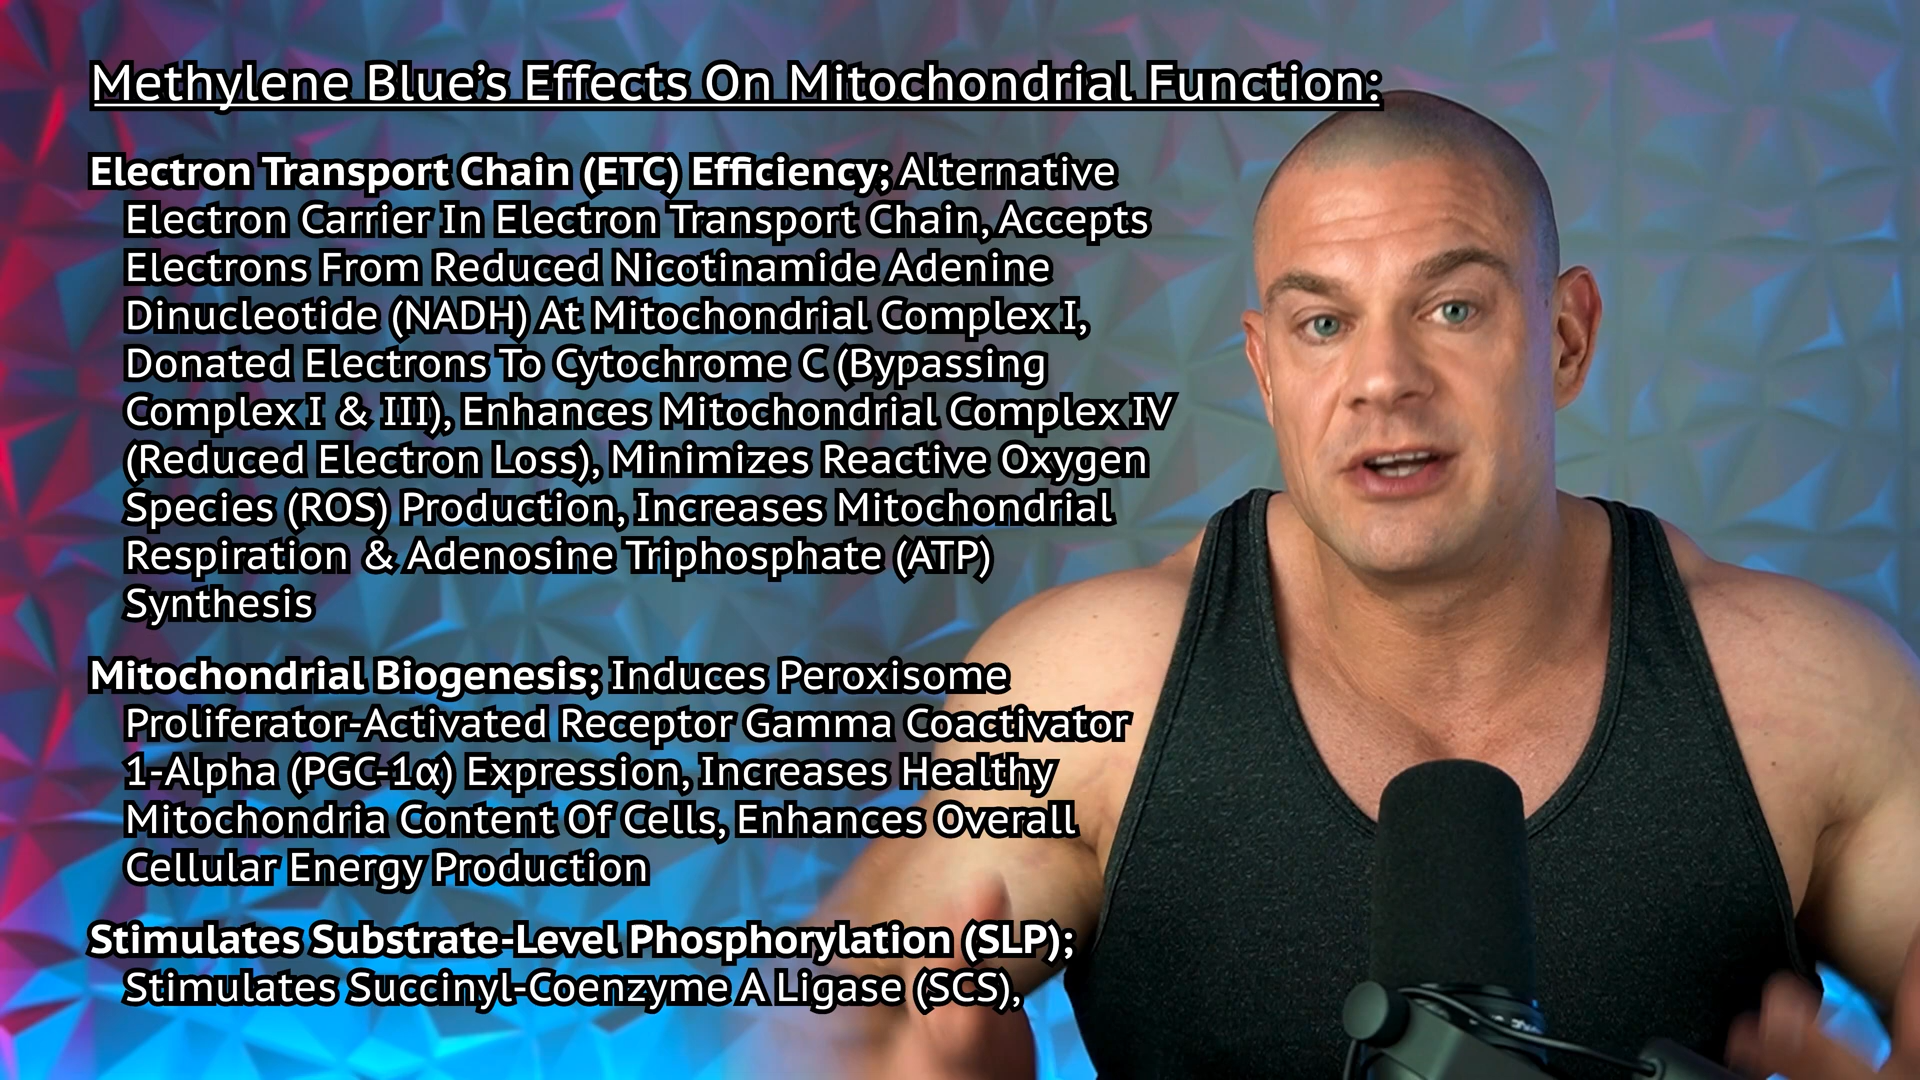 Methylene Blue’s Effects On Mitochondrial Function:
Electron Transport Chain (ETC) Efficiency; Alternative
Electron Carrier In Electron Transport Chain, Accepts
Electrons From Reduced Nicotinamide Adenine
Dinucleotide (NADH) At Mitochondrial Complex I,
Donated Electrons To Cytochrome C (Bypassing
Complex I & III), Enhances Mitochondrial Complex IV
(Reduced Electron Loss), Minimizes Reactive Oxygen
Species (ROS) Production, Increases Mitochondrial
Respiration & Adenosine Triphosphate (ATP)
Synthesis
Mitochondrial Biogenesis; Induces Peroxisome
Proliferator-Activated Receptor Gamma Coactivator
1-Alpha (PGC-1α) Expression, Increases Healthy
Mitochondria Content Of Cells, Enhances Overall
Cellular Energy Production
Stimulates Substrate-Level Phosphorylation (SLP);
Stimulates Succinyl-Coenzyme A Ligase (SCS),